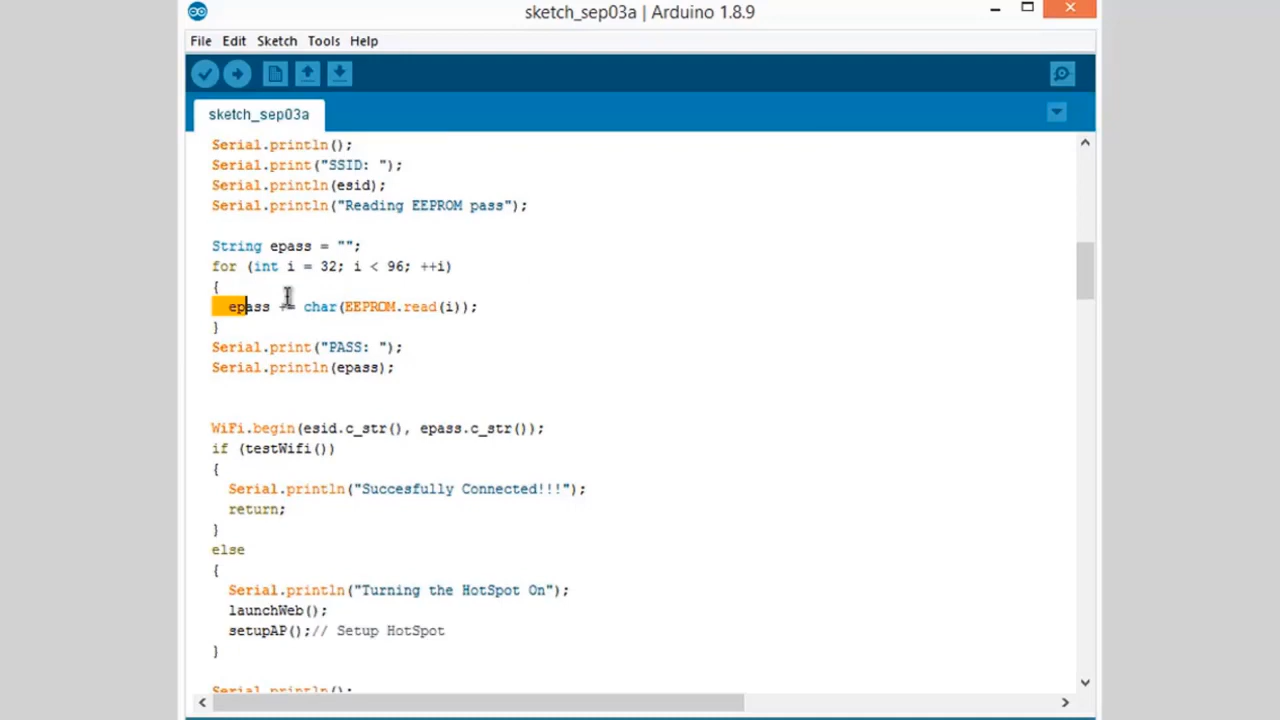 sketch_sep03a | Arduino 1.8.9
File Edit Sketch Tools Help
sketch_sep03a
Serial.println();
Serial.print("SSID: ");
Serial.println(esid);
Serial.println("Reading EEPROM pass");
String epass = "";
for (int i = 32; i < 96; ++i)
{
epass += char(EEPROM.read(i));
}
Serial.print("PASS: ");
Serial.println(epass);
WiFi.begin(esid.c_str(), epass.c_str());
if (testWifi())
{
Serial.println("Succesfully Connected!!!");
return;
}
else
{
Serial.println("Turning the HotSpot On");
launchWeb();
setupAP();// Setup HotSpot
}
Serial.println();